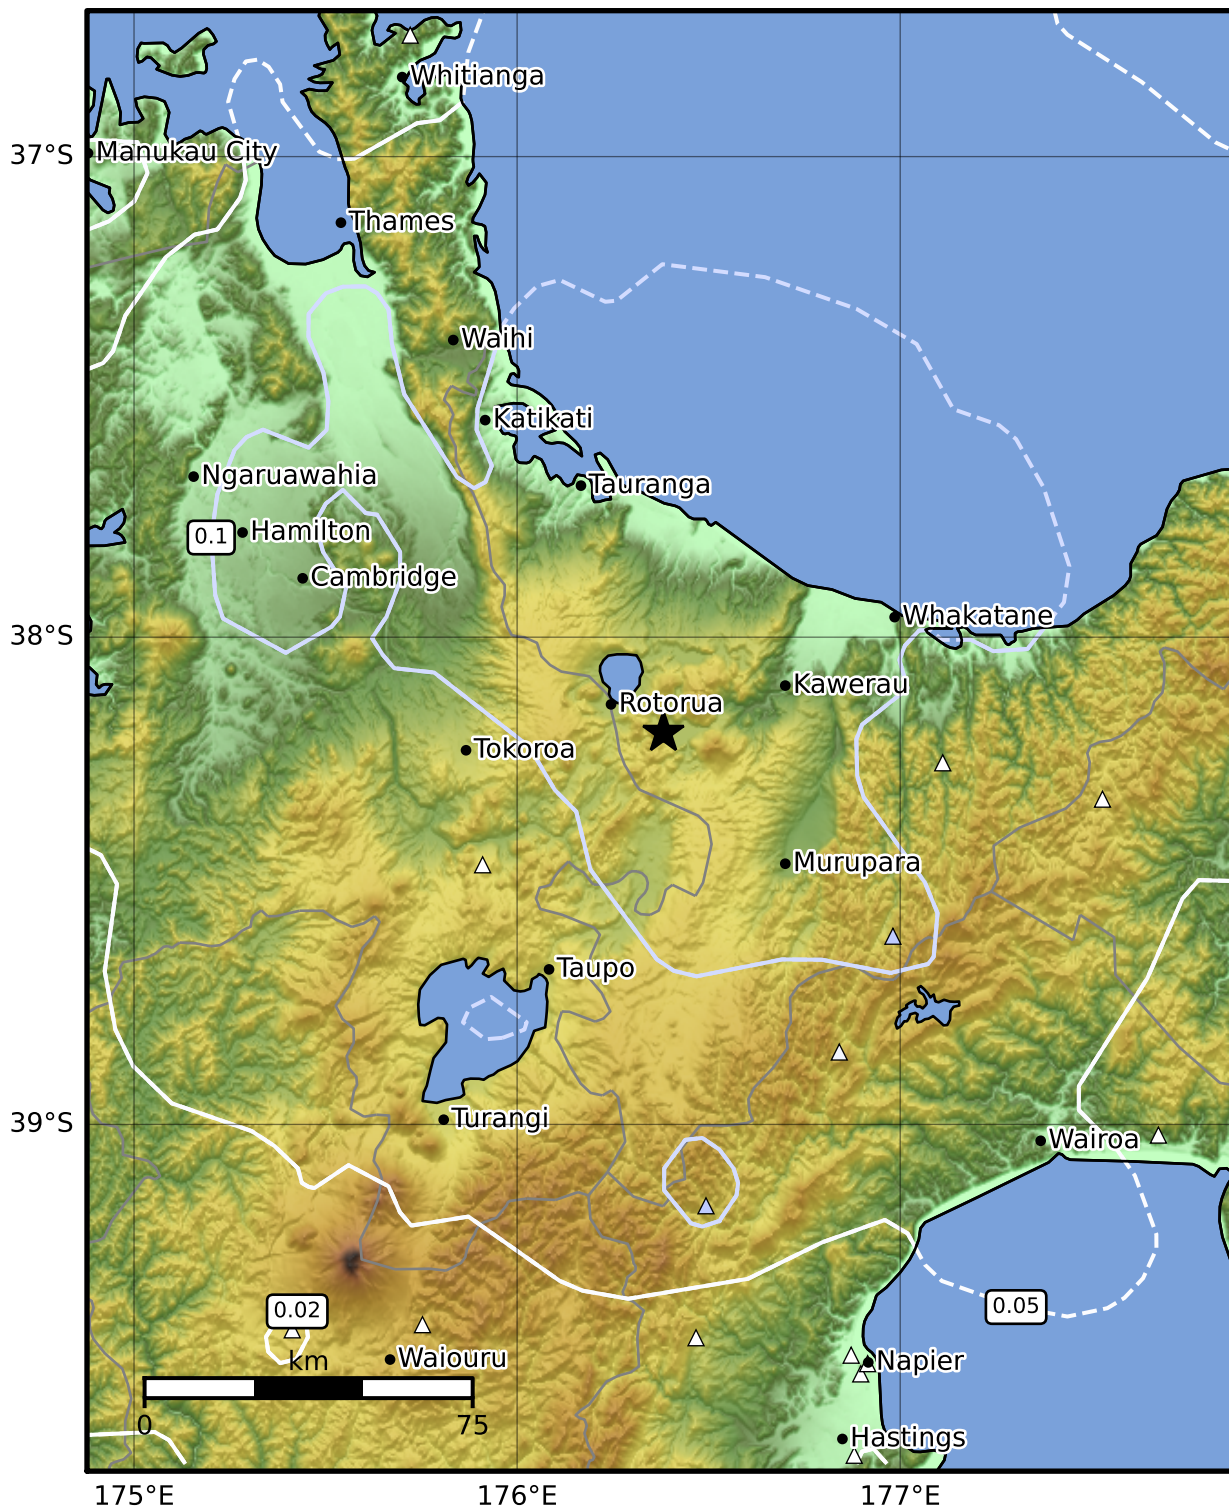 Whitianga
37°S
Manukau City
Thames
Waihi
Katikati
Ngaruawahia
Tauranga
0.1
Hamilton
Cambridge
Whakatane
38°S
Kawerau
Rotorua
Tokoroa
Murupara
Taupo
Turangi
39°S
Wairoa
0.02
0.05
km
Waiouru
Napier
0
75
Hastings
175°E
176°E
177°E